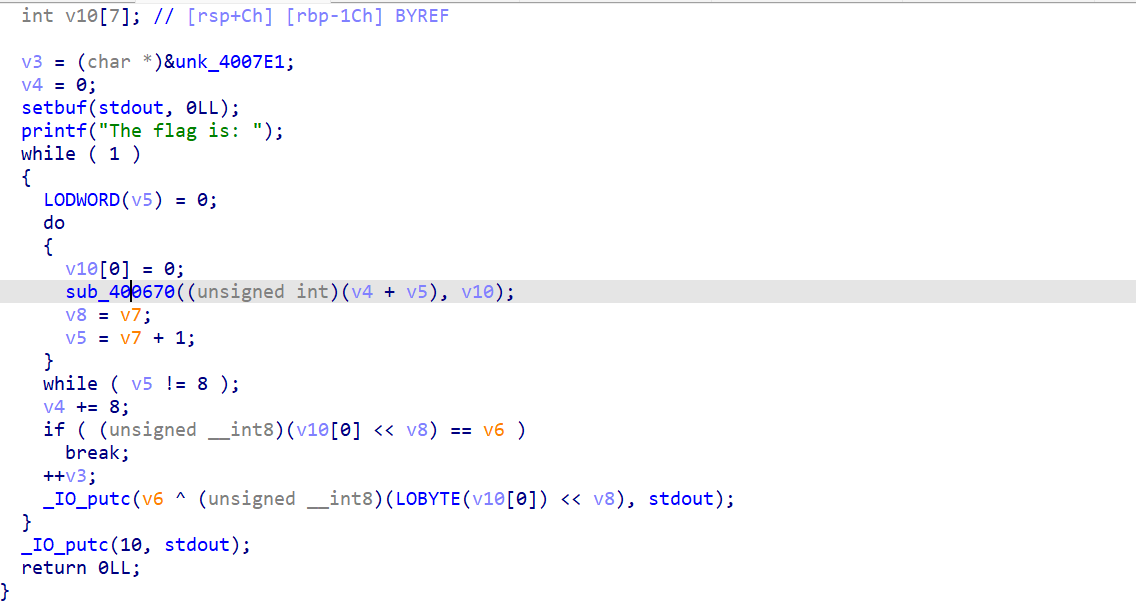 int v10[7]; // [rsp+Ch] [rbp-1Ch] BYREF
v3 = (char *)&unk_4007E1;
v4 = 0;
setbuf(stdout, 0LL);
printf("The flag is: ");
while ( 1 )
{
LODWORD(v5) = 0;
do
{
v10[0] = 0;
sub_400670((unsigned int)(v4 + v5), v10);
v8 = v7;
v5 = v7 + 1;
}
while ( v5 != 8 );
v4 += 8;
if ( (unsigned __int8)(v10[0] << v8) == v6 )
break;
++v3;
_IO_putc(v6 ^ (unsigned __int8)(LOBYTE(v10[0]) << v8), stdout);
}
_IO_putc(10, stdout);
return 0LL;
}